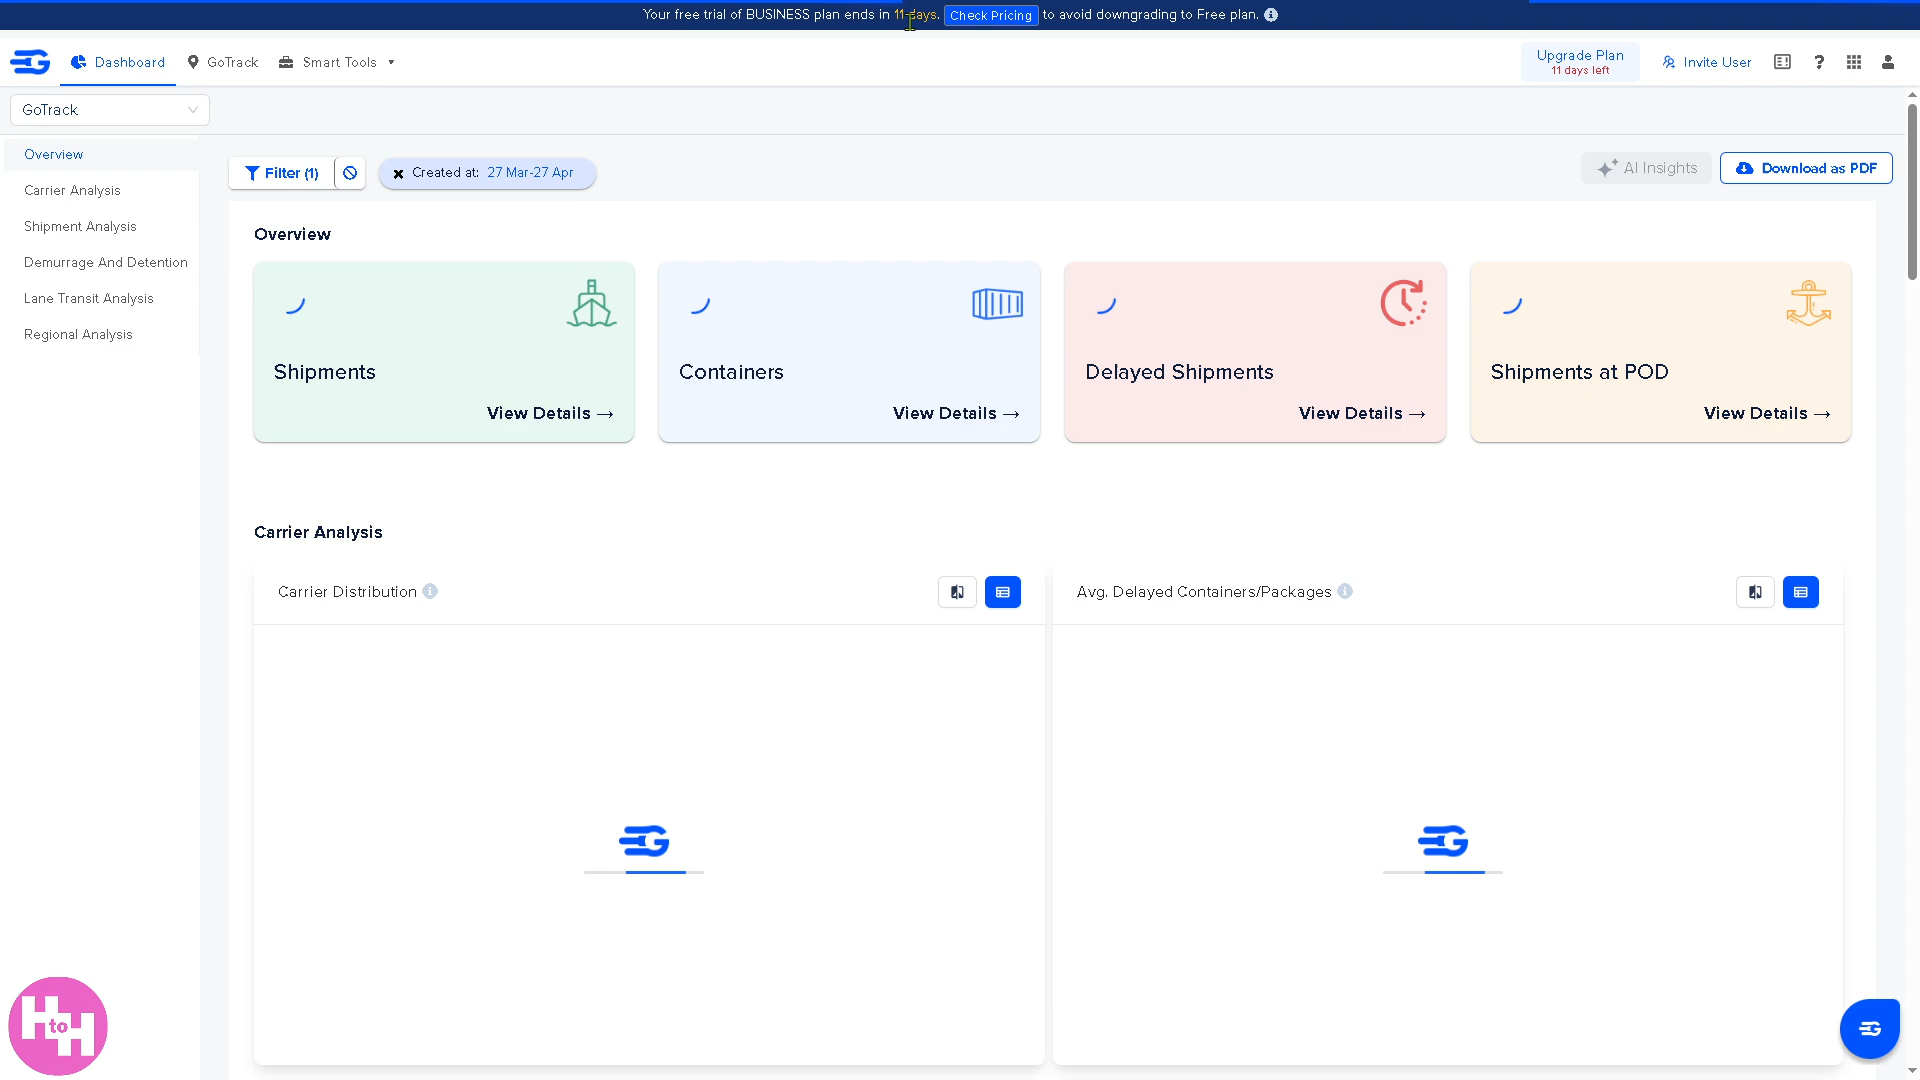 Your free trial of BUSINESS plan ends in 11 days. Check Pricing to avoid downgrading to Free plan.
Dashboard GoTrack Smart Tools
Upgrade Plan
11 days left
Invite User
GoTrack
Overview
Carrier Analysis
Shipment Analysis
Demurrage And Detention
Lane Transit Analysis
Regional Analysis
Filter (1)
Created at: 27 Mar-27 Apr
AI Insights
Download as PDF
Overview
Shipments
View Details →
Containers
View Details →
Delayed Shipments
View Details →
Shipments at POD
View Details →
Carrier Analysis
Carrier Distribution
Avg. Delayed Containers/Packages
H to H